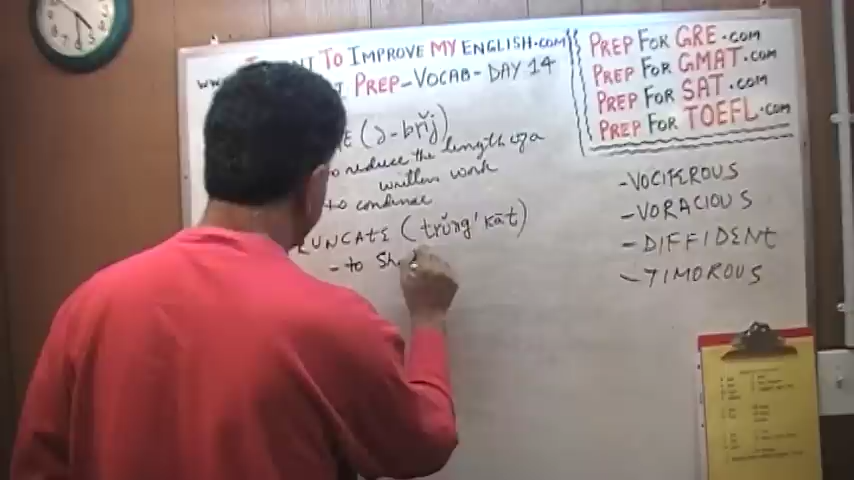 TO IMPROVE MY ENGLISH.COM
PREP-VOCAB-DAY 14
PREP FOR GRE.COM
PREP FOR GMAT.COM
PREP FOR SAT.COM
PREP FOR TOEFL.COM
(ə-brĭj)
to reduce the length of a
written work
to condense
RUNCATE (trŭng'kāt)
- to Sh
-VOCIFEROUS
-VORACIOUS
-DIFFIDENT
-TIMOROUS